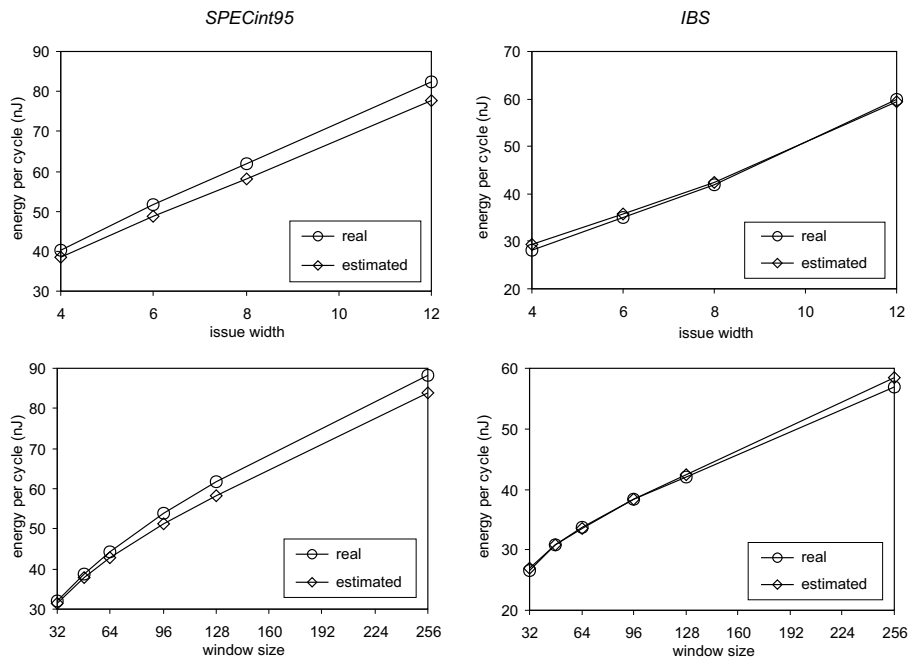 SPECint95
IBS
energy per cycle (nJ)
90
80
70
60
50
40
30
real
estimated
4 6 8 10 12
issue width
energy per cycle (nJ)
70
60
50
40
30
20
real
estimated
4 6 8 10 12
issue width
energy per cycle (nJ)
90
80
70
60
50
40
30
real
estimated
32 64 96 128 160 192 224 256
window size
energy per cycle (nJ)
60
50
40
30
20
real
estimated
32 64 96 128 160 192 224 256
window size